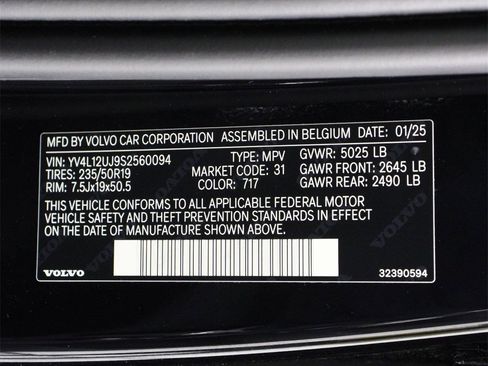 MFD BY VOLVO CAR CORPORATION ASSEMBLED IN BELGIUM DATE: 01/25
VIN: YV4L12UJ9S2560094 TYPE: MPV GVWR: 5025 LB
TIRES: 235/50R19 MARKET CODE: 31 GAWR FRONT: 2645 LB
RIM: 7.5Jx19x50.5 COLOR: 717 GAWR REAR: 2490 LB
THIS VEHICLE CONFORMS TO ALL APPLICABLE FEDERAL MOTOR
VEHICLE SAFETY AND THEFT PREVENTION STANDARDS IN EFFECT
ON THE DATE OF MANUFACTURE SHOWN ABOVE.
VOLVO 32390594